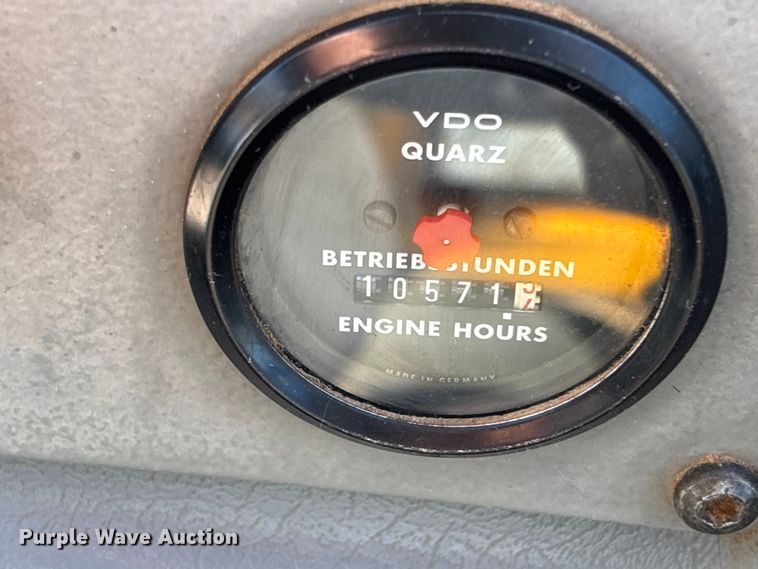 VDO
QUARZ
BETRIEBSSTUNDEN
10571
ENGINE HOURS
MADE IN GERMANY
Purple Wave Auction